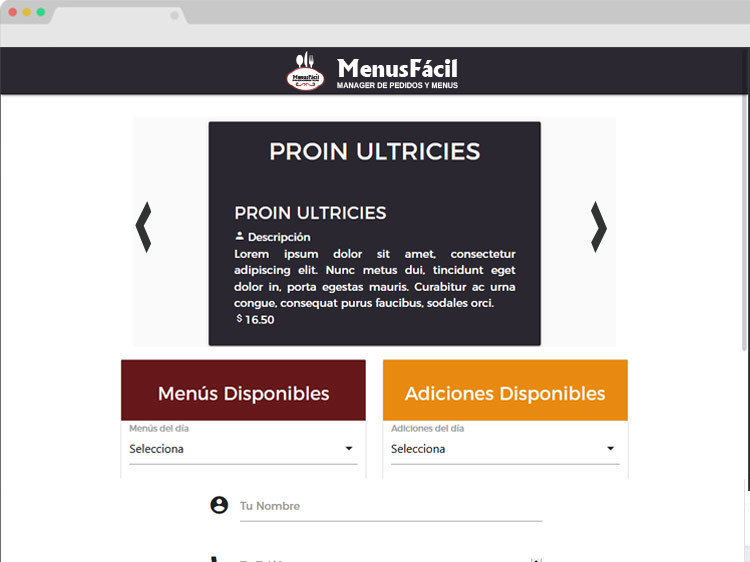 MenusFácil
MenusFácil
MANAGER DE PEDIDOS Y MENUS
PROIN ULTRICIES
PROIN ULTRICIES
Descripción
Lorem ipsum dolor sit amet, consectetur
adipiscing elit. Nunc metus dui, tincidunt eget
dolor in, porta egestas mauris. Curabitur ac urna
congue, consequat purus faucibus, sodales orci.
$ 16.50
Menús Disponibles
Adiciones Disponibles
Menús del día
Adiciones del día
Selecciona
Selecciona
Tu Nombre